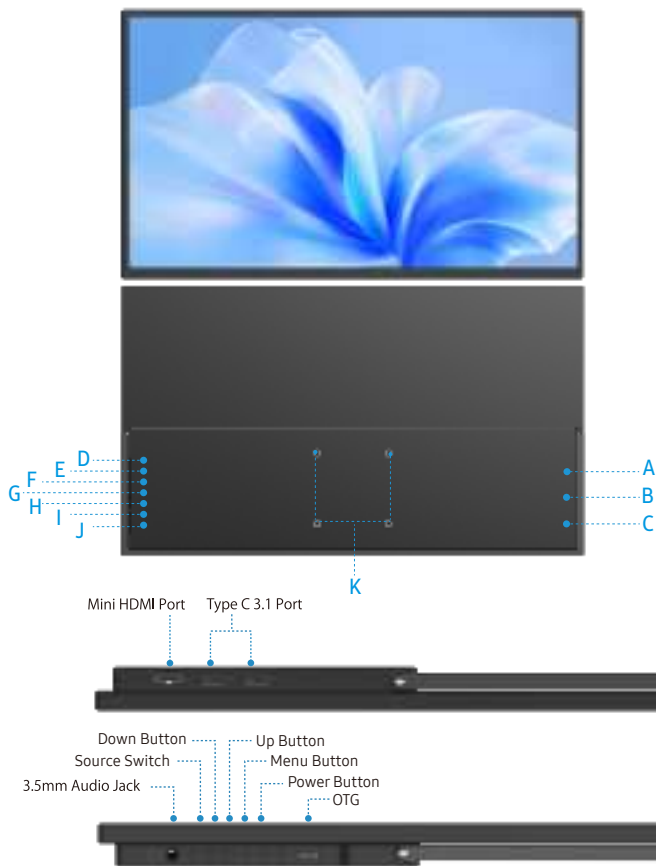 D
E
F
G
H
I
J
A
B
C
K
Mini HDMI Port
Type C 3.1 Port
Down Button
Up Button
Source Switch
Menu Button
3.5mm Audio Jack
Power Button
OTG